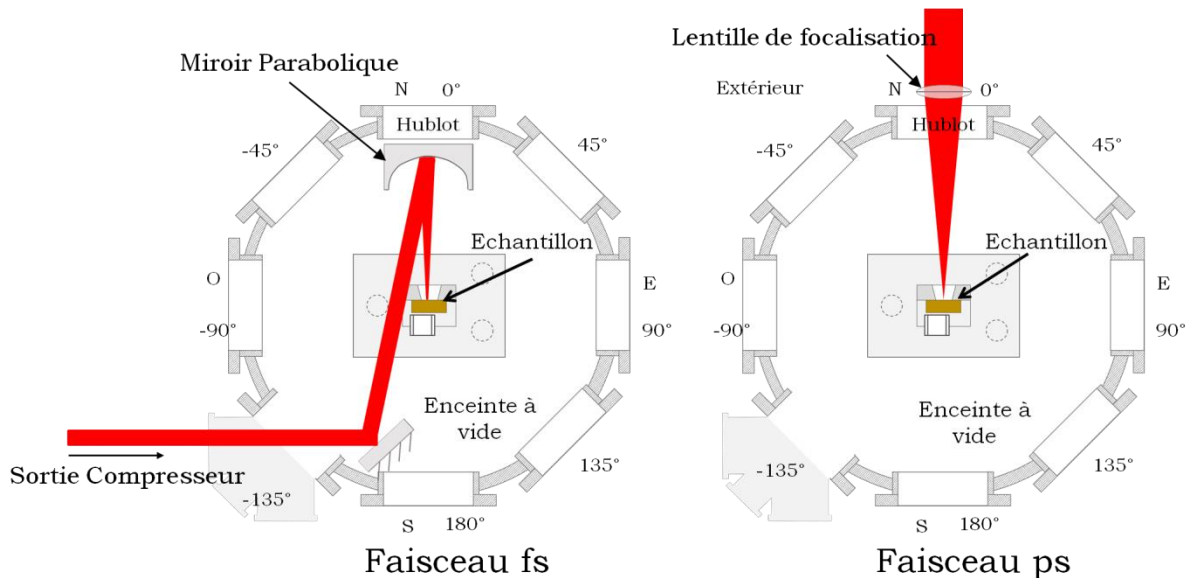 Miroir Parabolique
N 0°
Hublot
-45°
45°
Echantillon
O
E
-90°
90°
Enceinte à
vide
Sortie Compresseur
-135°
135°
S 180°
Faisceau fs
Lentille de focalisation
Extérieur
N 0°
Hublot
-45°
45°
Echantillon
O
E
-90°
90°
Enceinte à
vide
-135°
135°
S 180°
Faisceau ps